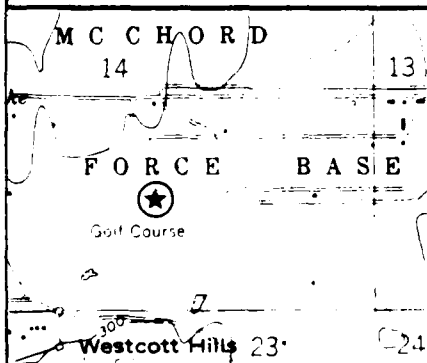 MCCHORD
14
13
FORCE BASE
Golf Course
300
Westcott Hills 23
24